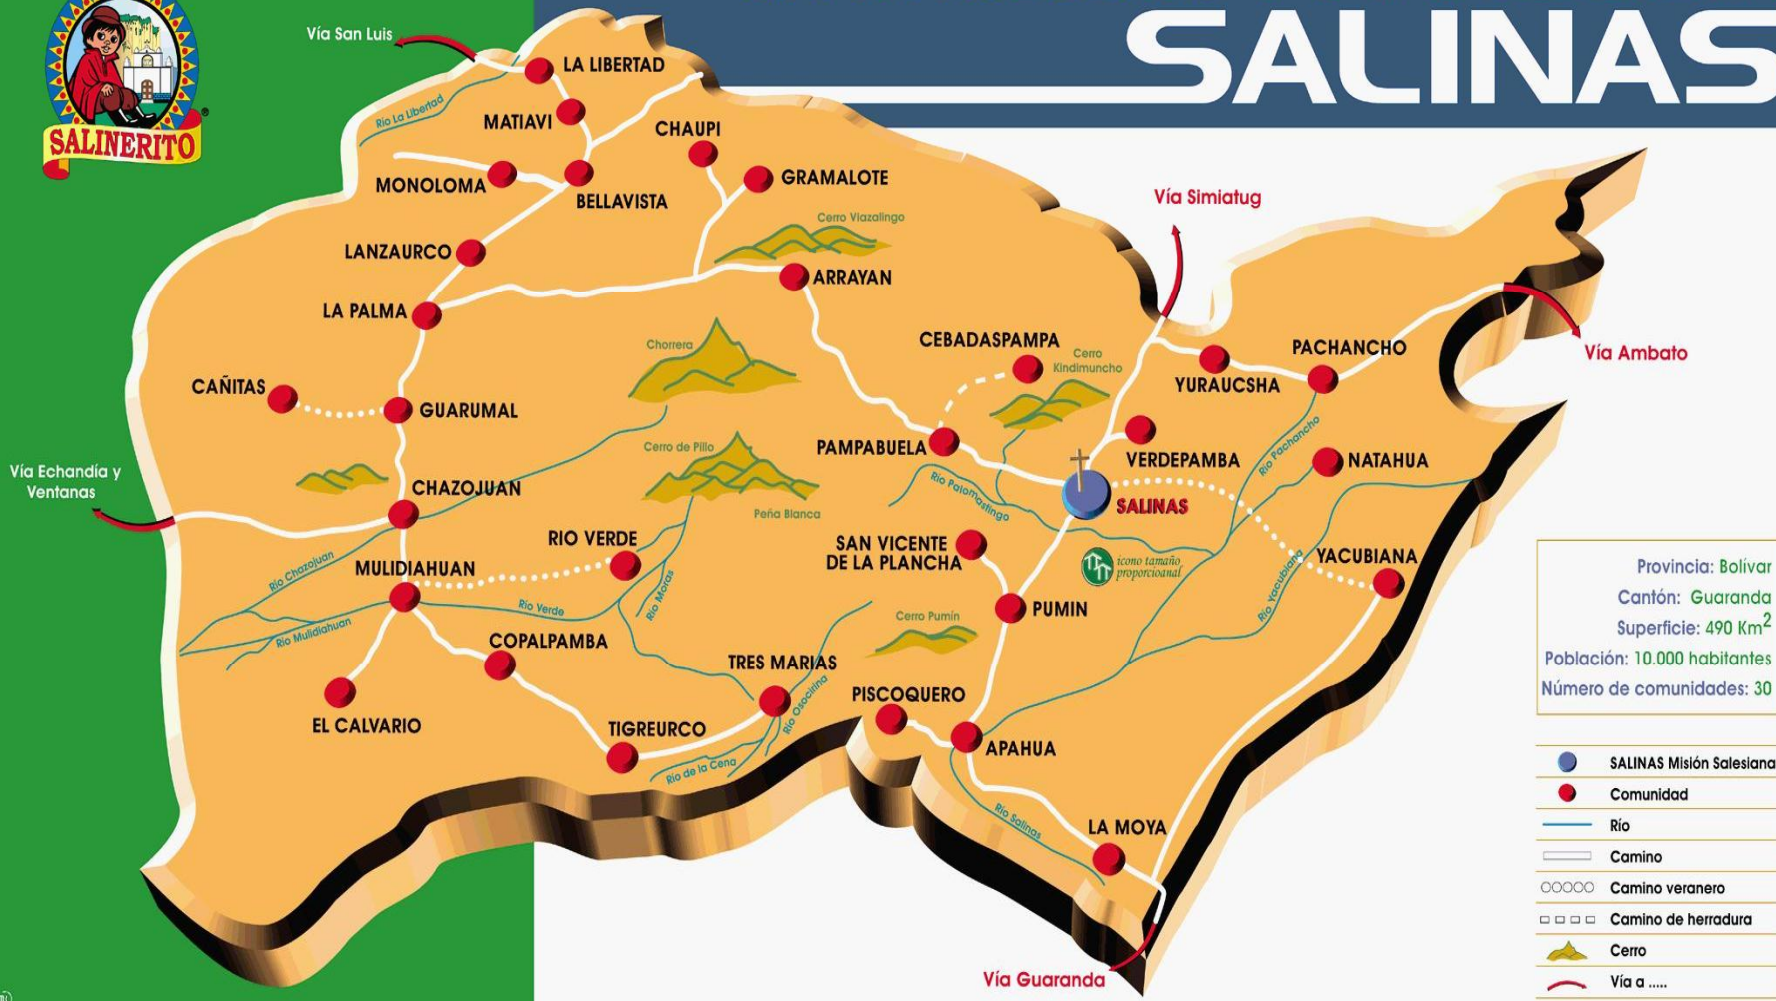 SALINAS
SALINERITO
Vía San Luis
LA LIBERTAD
Río La Libertad
MATIAVI
CHAUPI
MONOLOMA
BELLAVISTA
GRAMALOTE
Vía Simiatug
Cerro Viazalingo
LANZAURCO
ARRAYAN
LA PALMA
Chorrera
CEBADASPAMPA
Cerro
Kindimuncho
PACHANCHO
Vía Ambato
YURAUCSHA
CAÑITAS
GUARUMAL
Cerro de Pillo
PAMPABUELA
VERDEPAMBA
Río Pachancho
NATAHUA
Vía Echandía y
Ventanas
CHAZOJUAN
Peña Blanca
Río Palomastingo
SALINAS
RIO VERDE
SAN VICENTE
DE LA PLANCHA
icono tamaño
proporcioanal
YACUBIANA
Río Chazojuan
MULIDIAHUAN
Río Moras
Río Yacubiana
Río Verde
Río Mulidiahuan
PUMIN
Cerro Pumín
COPALPAMBA
TRES MARIAS
PISCOQUERO
Río Osocirina
EL CALVARIO
TIGREURCO
APAHUA
Río de la Cena
Río Salinas
LA MOYA
Vía Guaranda
Provincia: Bolívar
Cantón: Guaranda
Superficie: 490 Km2
Población: 10.000 habitantes
Número de comunidades: 30
SALINAS Misión Salesiana
Comunidad
Río
Camino
Camino veranero
Camino de herradura
Cerro
Vía a .....